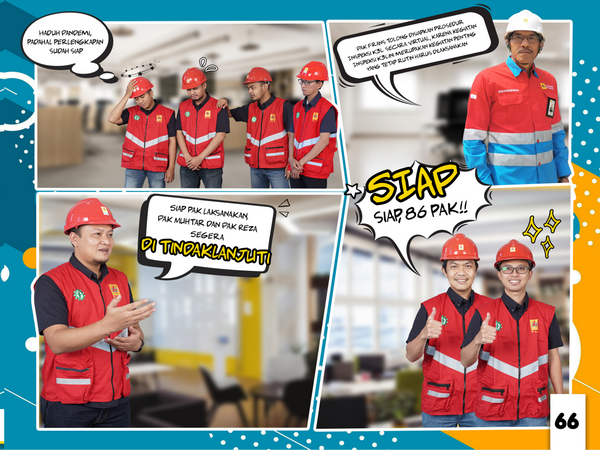 HADUH PANDEMI,
PADAHAL PERLENGKAPAN
SUDAH SIAP
PAK FRANS TOLONG DISIAPKAN PROSEDUR
INSPEKSI K3L SECARA VIRTUAL, KARENA KEGIATAN
INSPEKSI K3L INI MERUPAKAN KEGIATAN PENTING
YANG TETAP RUTIN HARUS DILAKSANAKAN
SIAP PAK LAKSANAKAN,
PAK MUHTAR DAN PAK REZA
SEGERA
DI TINDAKLANJUTI
SIAP
SIAP, 86 PAK!!
66